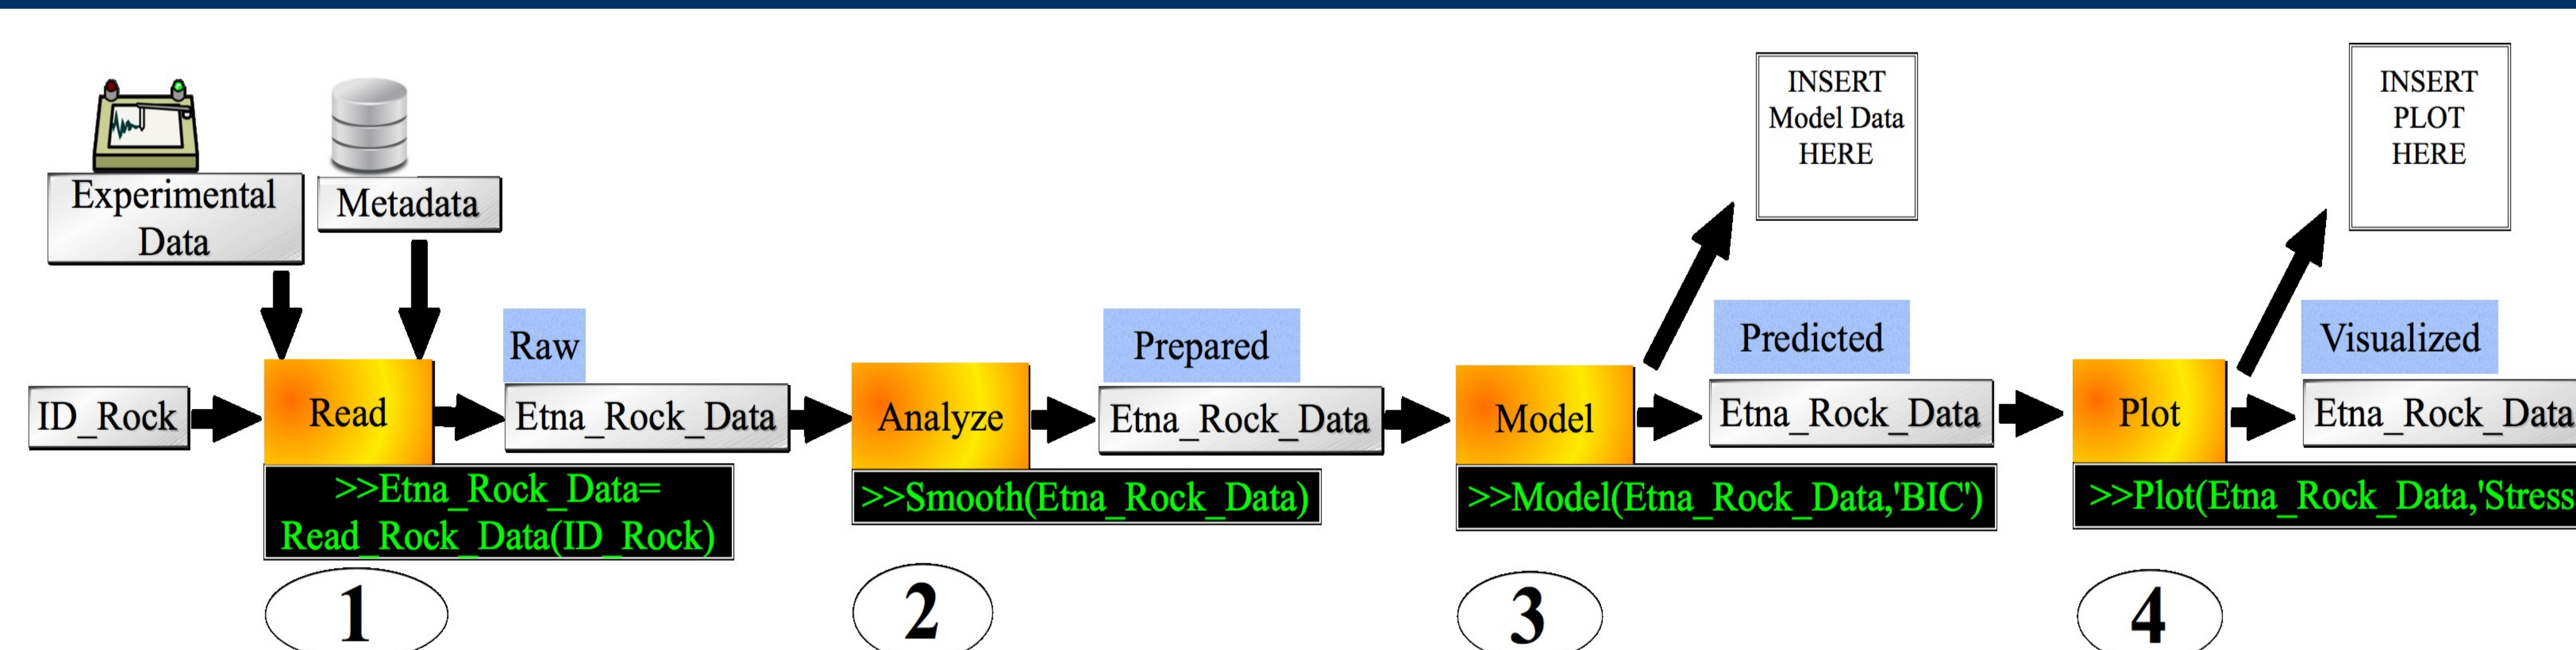 Experimental
Data
Metadata
INSERT
Model Data
HERE
INSERT
PLOT
HERE
ID_Rock
Read
Raw
Etna_Rock_Data
Analyze
Prepared
Etna_Rock_Data
Model
Predicted
Etna_Rock_Data
Plot
Visualized
Etna_Rock_Data
>>Etna_Rock_Data=
Read_Rock_Data(ID_Rock)
>>Smooth(Etna_Rock_Data)
>>Model(Etna_Rock_Data,'BIC')
>>Plot(Etna_Rock_Data,'Stress
1
2
3
4